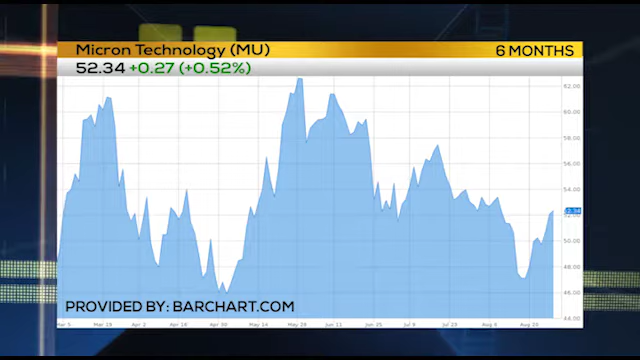 Micron Technology (MU)
6 MONTHS
52.34 +0.27 (+0.52%)
62.00
60.00
58.00
56.00
54.00
52.34
50.00
48.00
46.00
44.00
PROVIDED BY: BARCHART.COM
Mar 5 Mar 19 Apr 2 Apr 16 Apr 30 May 14 May 29 Jun 11 Jun 25 Jul 9 Jul 23 Aug 6 Aug 20